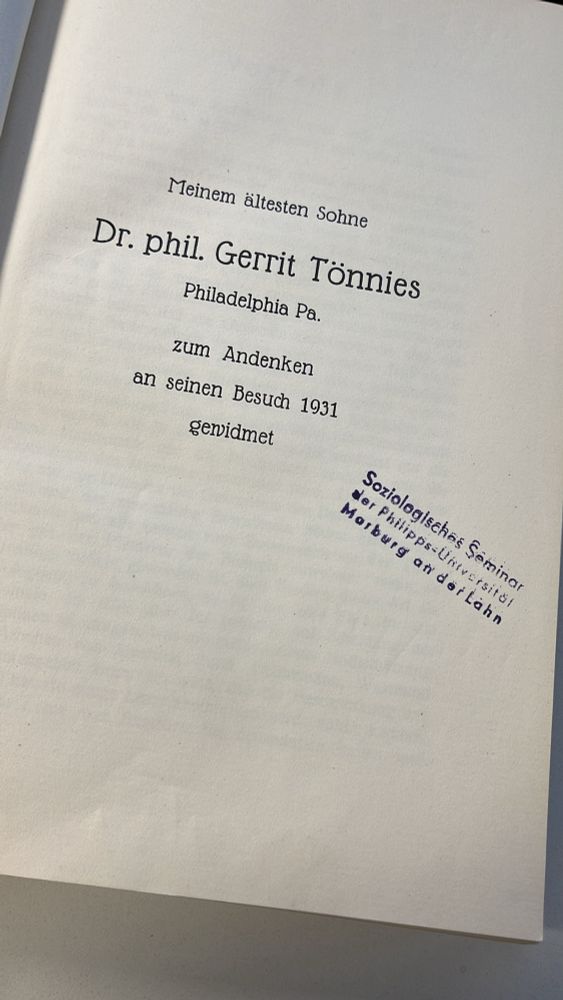 Meinem ältesten Sohne
Dr. phil. Gerrit Tönnies
Philadelphia Pa.
zum Andenken
an seinen Besuch 1931
gewidmet
Soziologisches Seminar
der Philipps-Universität
Marburg an der Lahn